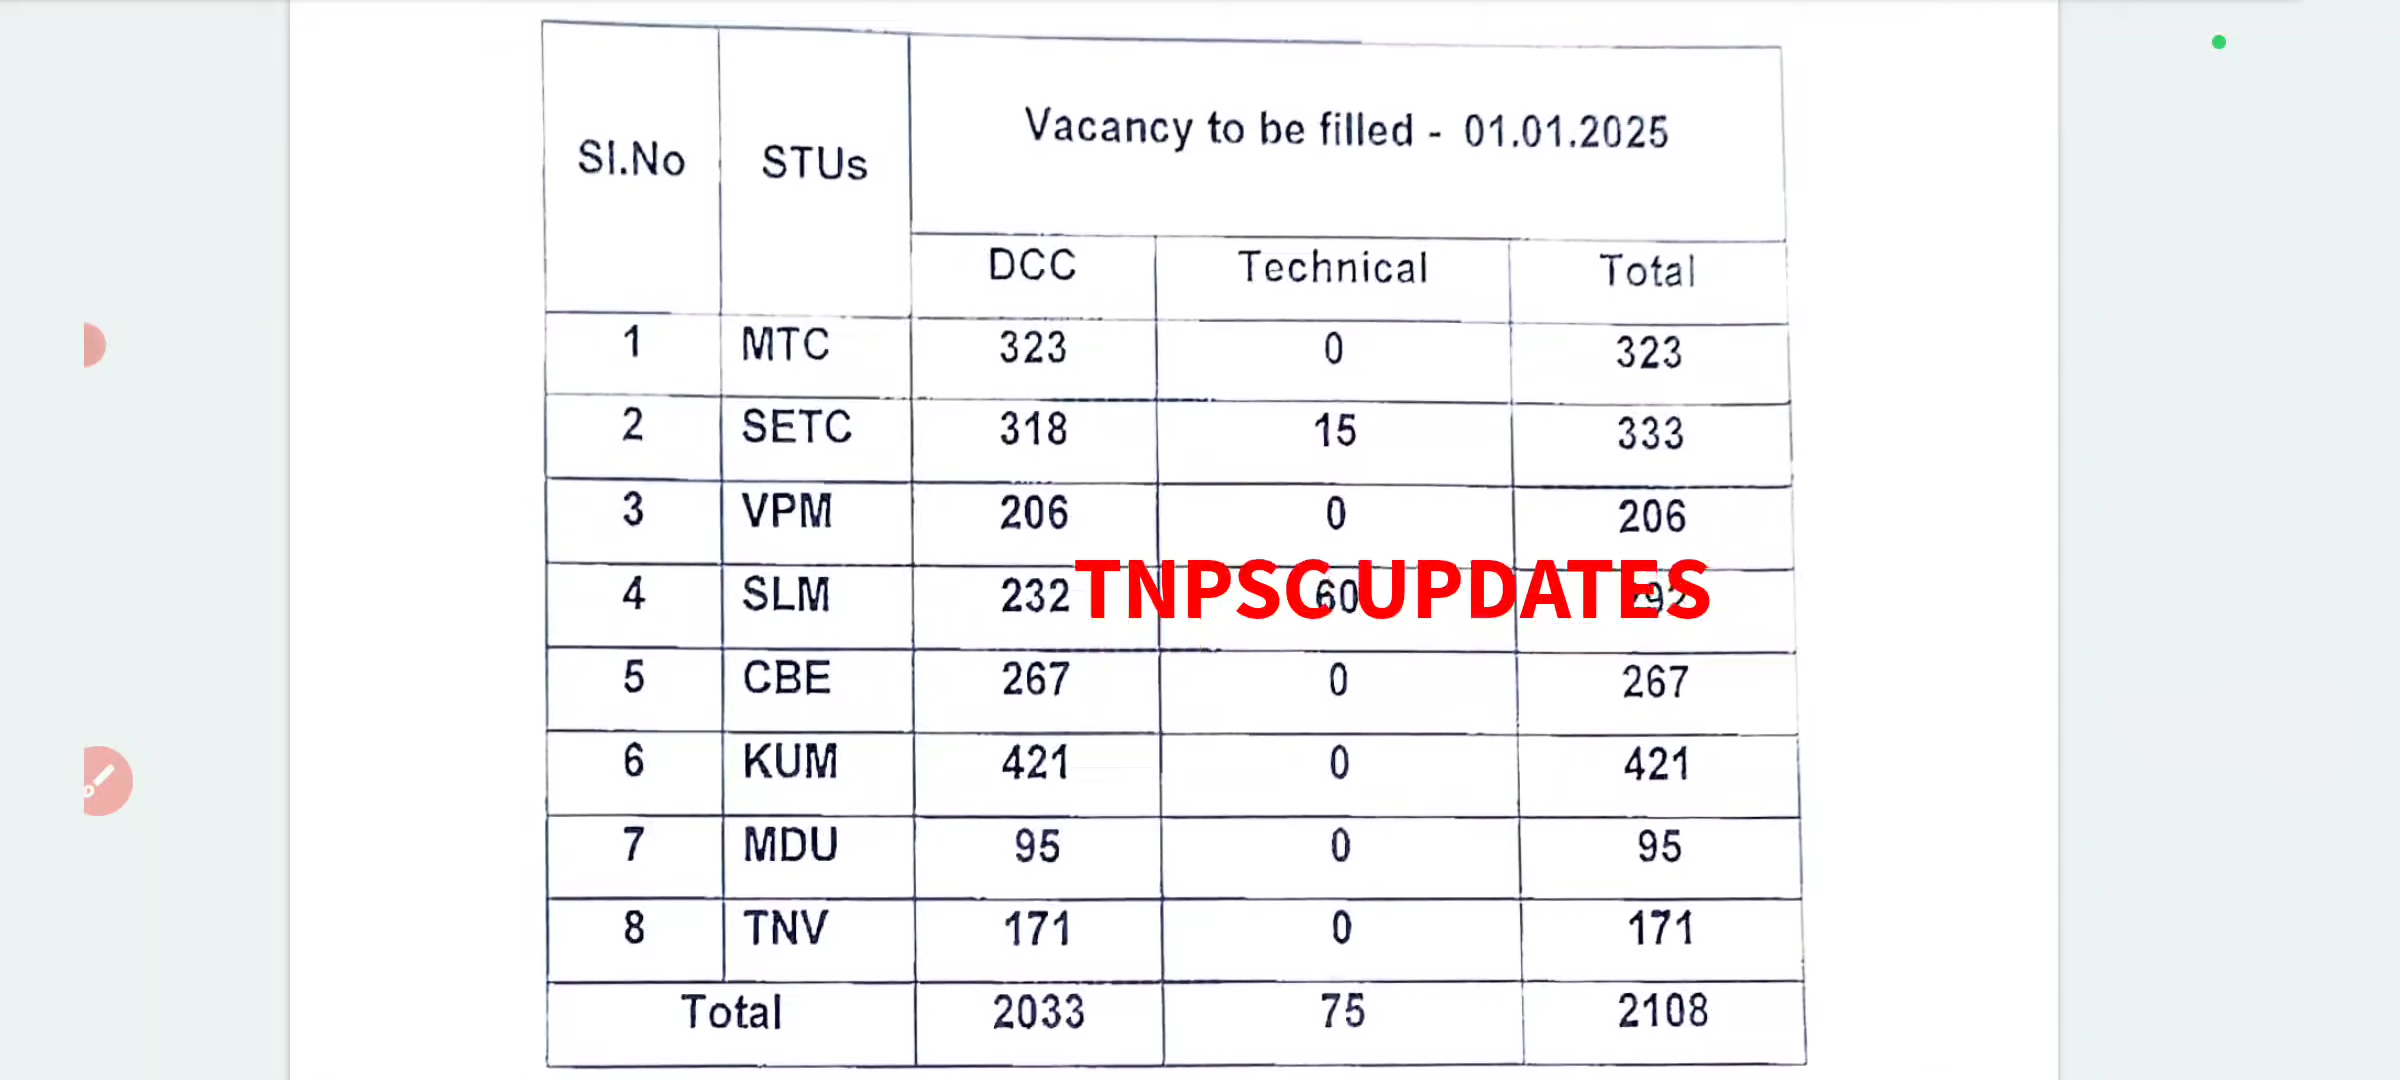 Sl.No STUs Vacancy to be filled - 01.01.2025
DCC Technical Total
1 MTC 323 0 323
2 SETC 318 15 333
3 VPM 206 0 206
4 SLM 232 60
TNPSC UPDATES
5 CBE 267 0 267
6 KUM 421 0 421
7 MDU 95 0 95
8 TNV 171 0 171
Total 2033 75 2108